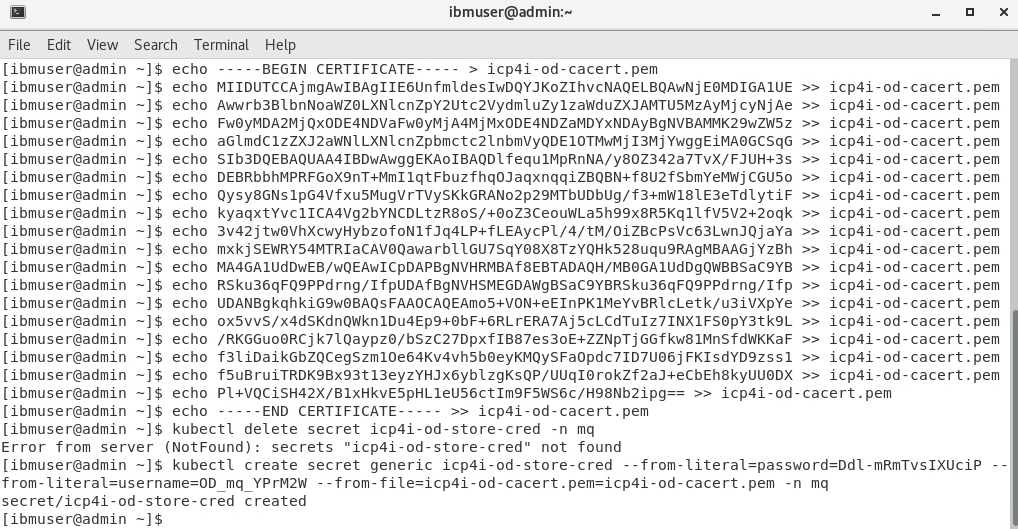 ibmuser@admin:~
File Edit View Search Terminal Help
[ibmuser@admin ~]$ echo -----BEGIN CERTIFICATE----- > icp4i-od-cacert.pem
[ibmuser@admin ~]$ echo MIIDUTCCAjmgAwIBAgIIE6UnfmldesIwDQYJKoZIhvcNAQELBQAwNjE0MDIGA1UE >> icp4i-od-cacert.pem
[ibmuser@admin ~]$ echo Awwrb3BlbnNoaWZ0LXNlcnZpY2Utc2VydmluZy1zaWduZXJAMTU5MzAyMjcyNjAe >> icp4i-od-cacert.pem
[ibmuser@admin ~]$ echo Fw0yMDA2MjQxODE4NDVaFw0yMjA4MjMxODE4NDZaMDYxNDAyBgNVBAMMK29wZW5z >> icp4i-od-cacert.pem
[ibmuser@admin ~]$ echo aGlmdC1zZXJ2aWNlLXNlcnZpbmctc2lnbmVyQDE1OTMwMjI3MjYwggEiMA0GCSqG >> icp4i-od-cacert.pem
[ibmuser@admin ~]$ echo SIb3DQEBAQUAA4IBDwAwggEKAoIBAQDlfequ1MpRnNA/y8OZ342a7TvX/FJUH+3s >> icp4i-od-cacert.pem
[ibmuser@admin ~]$ echo DEBRbbhMPRFGoX9nT+MmI1qtFbuzfhqOJaqxnqqiZBQBN+f8U2fSbmYeMWjCGU5o >> icp4i-od-cacert.pem
[ibmuser@admin ~]$ echo Qysy8GNs1pG4Vfxu5MugVrTVySKkGRANo2p29MTbUDbUg/f3+mW18lE3eTdlytiF >> icp4i-od-cacert.pem
[ibmuser@admin ~]$ echo kyaqxtYvc1ICA4Vg2bYNCDLtzR8oS/+0oZ3CeouWLa5h99x8R5Kq1lfV5V2+2oqk >> icp4i-od-cacert.pem
[ibmuser@admin ~]$ echo 3v42jtw0VhXcwyHybzofoN1fJq4LP+fLEAycPl/4/tM/OiZBcPsVc63LwnJQjaYa >> icp4i-od-cacert.pem
[ibmuser@admin ~]$ echo mxkjSEWRY54MTRIaCAV0QawarbllGU7SqY08X8TzYQHk528uqu9RAgMBAAGjYzBh >> icp4i-od-cacert.pem
[ibmuser@admin ~]$ echo MA4GA1UdDwEB/wQEAwICpDAPBgNVHRMBAf8EBTADAQH/MB0GA1UdDgQWBBSaC9YB >> icp4i-od-cacert.pem
[ibmuser@admin ~]$ echo RSku36qFQ9PPdrng/IfpUDAfBgNVHSMEGDAWgBSaC9YBRSku36qFQ9PPdrng/Ifp >> icp4i-od-cacert.pem
[ibmuser@admin ~]$ echo UDANBgkqhkiG9w0BAQsFAAOCAQEAmo5+VON+eEInPK1MeYvBRlcLetk/u3iVXpYe >> icp4i-od-cacert.pem
[ibmuser@admin ~]$ echo ox5vvS/x4dSKdnQWkn1Du4Ep9+0bF+6RLrERA7Aj5cLCdTuIz7INX1FS0pY3tk9L >> icp4i-od-cacert.pem
[ibmuser@admin ~]$ echo /RKGGuo0RCjk7lQaypz0/bSzC27DpxfIB87es3oE+ZZNpTjGGfkw81MnSfdWKKaF >> icp4i-od-cacert.pem
[ibmuser@admin ~]$ echo f3liDaikGbZQCegSzm1Oe64Kv4vh5b0eyKMQySFaOpdc7ID7U06jFKIsdYD9zss1 >> icp4i-od-cacert.pem
[ibmuser@admin ~]$ echo f5uBruiTRDK9Bx93t13eyzYHJx6yblzgKsQP/UUqI0rokZf2aJ+eCbEh8kyUU0DX >> icp4i-od-cacert.pem
[ibmuser@admin ~]$ echo Pl+VQCiSH42X/B1xHkvE5pHL1eU56ctIm9F5WS6c/H98Nb2ipg== >> icp4i-od-cacert.pem
[ibmuser@admin ~]$ echo -----END CERTIFICATE----- >> icp4i-od-cacert.pem
[ibmuser@admin ~]$ kubectl delete secret icp4i-od-store-cred -n mq
Error from server (NotFound): secrets "icp4i-od-store-cred" not found
[ibmuser@admin ~]$ kubectl create secret generic icp4i-od-store-cred --from-literal=password=Ddl-mRmTvsIXUciP --
from-literal=username=OD_mq_YPrM2W --from-file=icp4i-od-cacert.pem=icp4i-od-cacert.pem -n mq
secret/icp4i-od-store-cred created
[ibmuser@admin ~]$